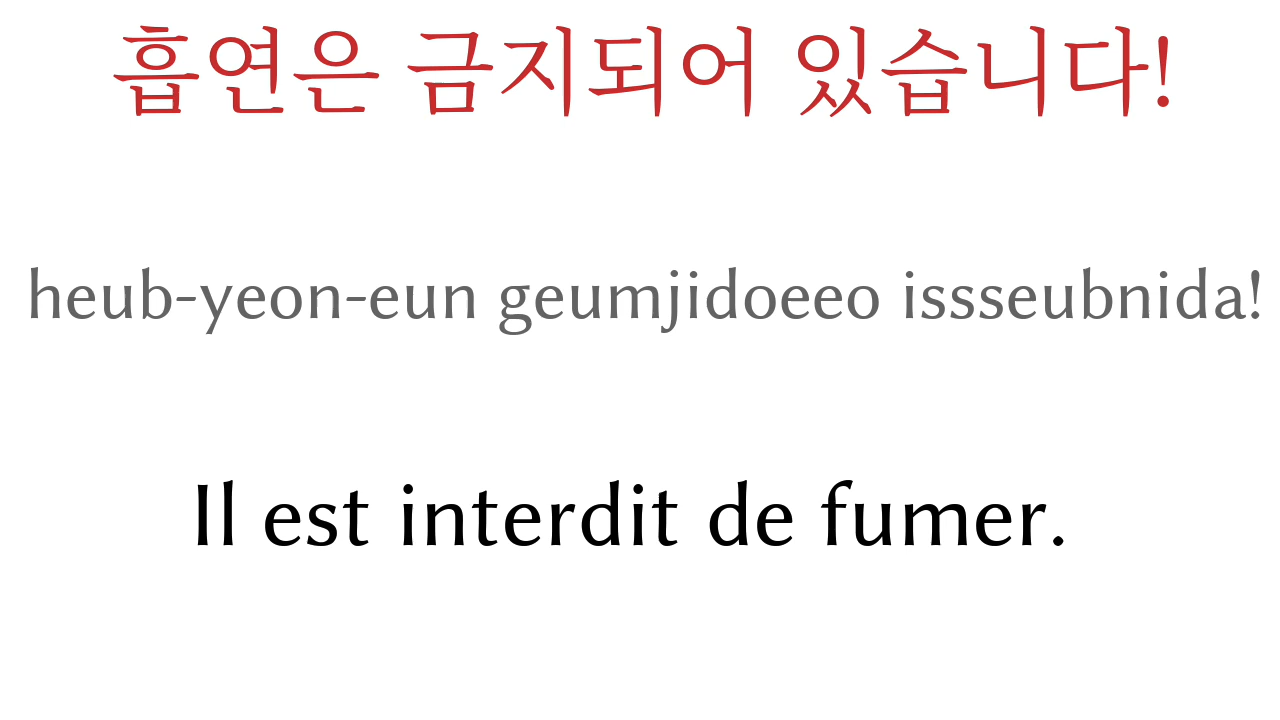 흡연은 금지되어 있습니다!
heub-yeon-eun geumjidoeeo issseubnida!
Il est interdit de fumer.